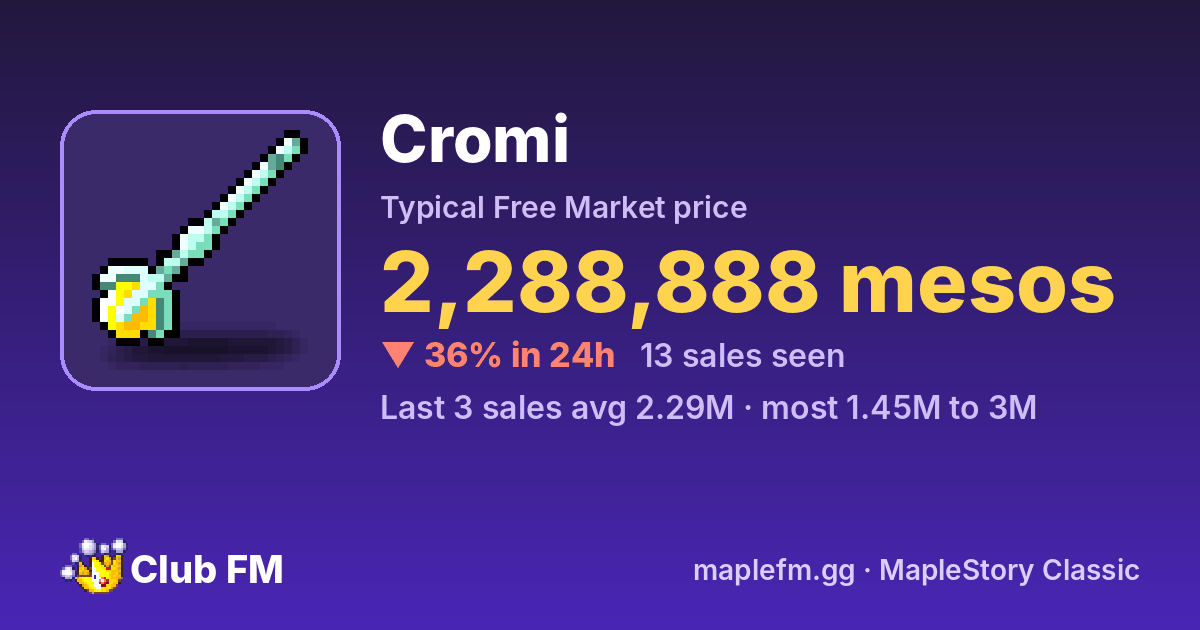 Cromi
Typical Free Market price
2,288,888 mesos
▼ 36% in 24h 13 sales seen
Last 3 sales avg 2.29M · most 1.45M to 3M
Club FM
maplefm.gg · MapleStory Classic